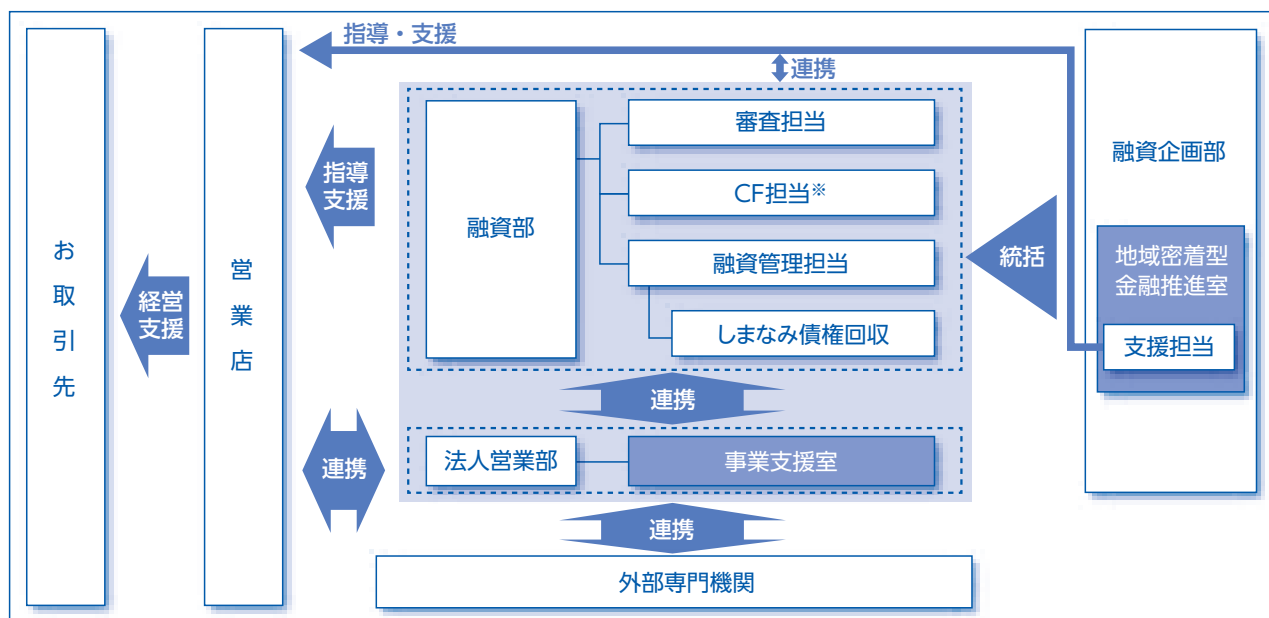 お取引先
経営
支援
営業店
指導・支援
連携
指導
支援
融資部
審査担当
CF担当※
融資管理担当
しまなみ債権回収
連携
法人営業部
事業支援室
連携
連携
外部専門機関
統括
融資企画部
地域密着型
金融推進室
支援担当